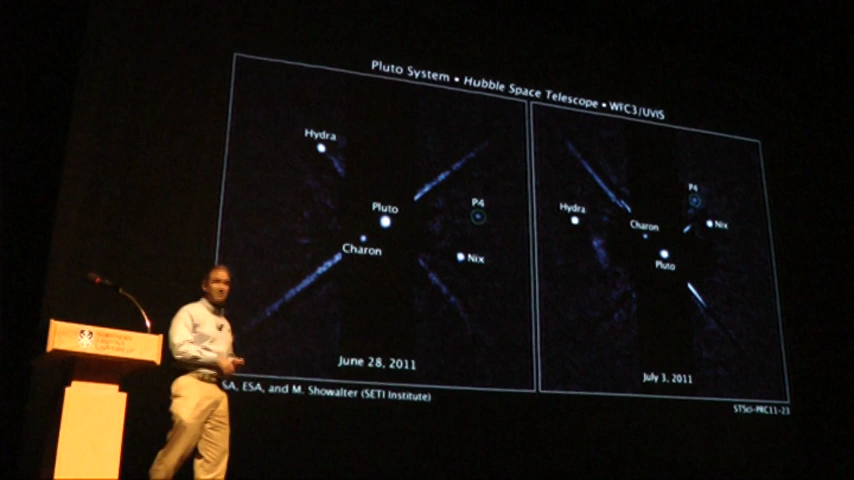 Pluto System • Hubble Space Telescope • WFC3/UVIS
Hydra
Pluto
P4
Charon
Nix
June 28, 2011
P4
Hydra
Charon
Nix
Pluto
July 3, 2011
SA, ESA, and M. Showalter (SETI Institute)
STScI-PRC11-23